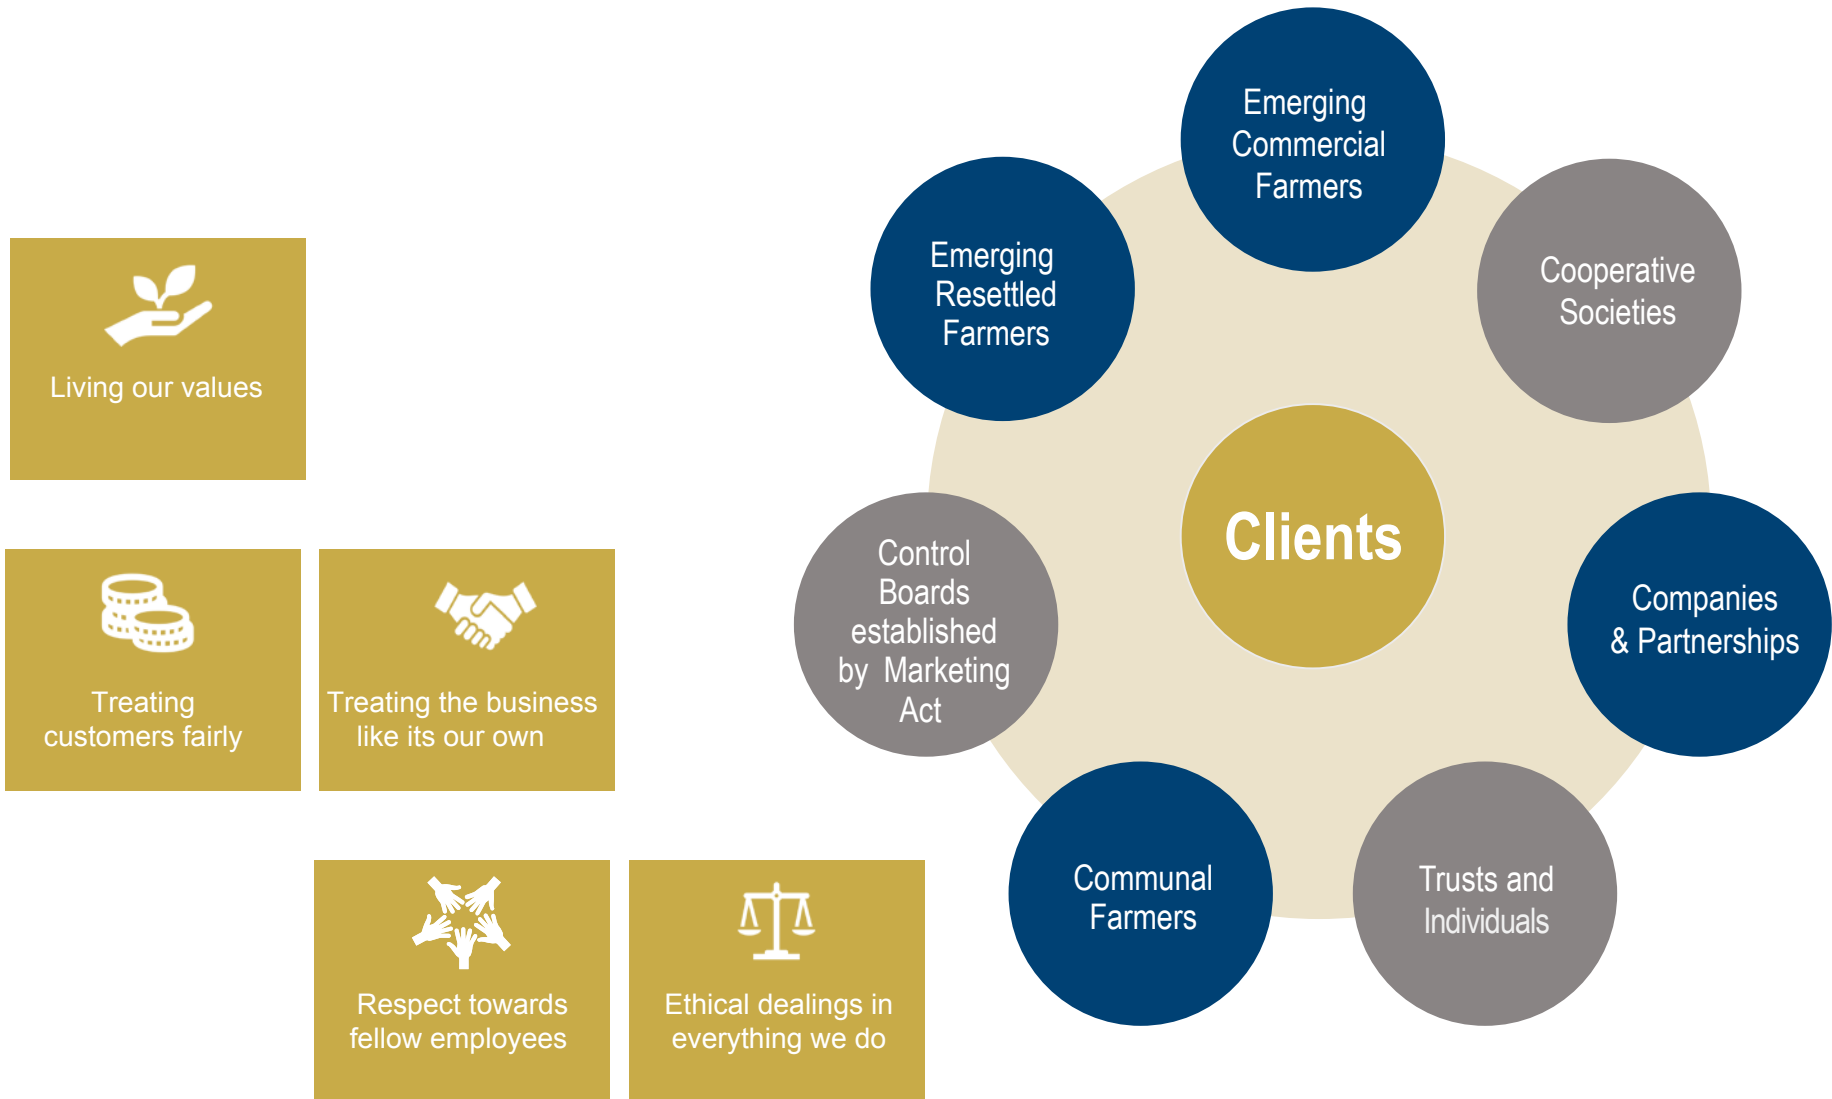 Living our values
Treating
customers fairly
Treating the business
like its our own
Respect towards
fellow employees
Ethical dealings in
everything we do
Clients
Emerging
Commercial
Farmers
Cooperative
Societies
Companies
& Partnerships
Trusts and
Individuals
Communal
Farmers
Control
Boards
established
by Marketing
Act
Emerging
Resettled
Farmers